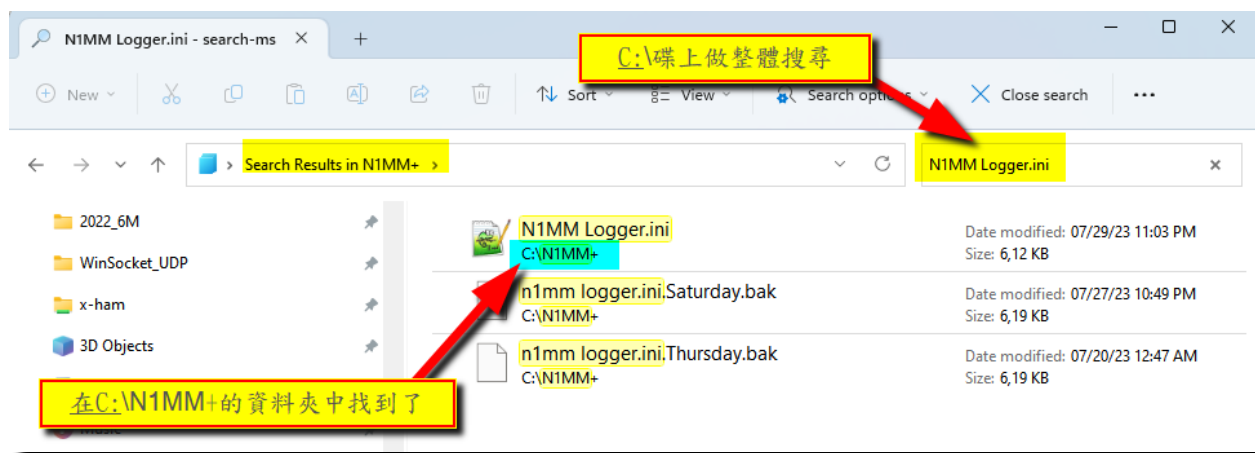 N1MM Logger.ini - search-ms
C:\碟上做整體搜尋
New
Sort
View
Search options
Close search
Search Results in N1MM+
N1MM Logger.ini
2022_6M
WinSocket_UDP
x-ham
3D Objects
N1MM Logger.ini
C:\N1MM+
Date modified: 07/29/23 11:03 PM
Size: 6,12 KB
n1mm logger.ini.Saturday.bak
C:\N1MM+
Date modified: 07/27/23 10:49 PM
Size: 6,19 KB
n1mm logger.ini.Thursday.bak
C:\N1MM+
Date modified: 07/20/23 12:47 AM
Size: 6,19 KB
在C:\N1MM+的資料夾中找到了
Music